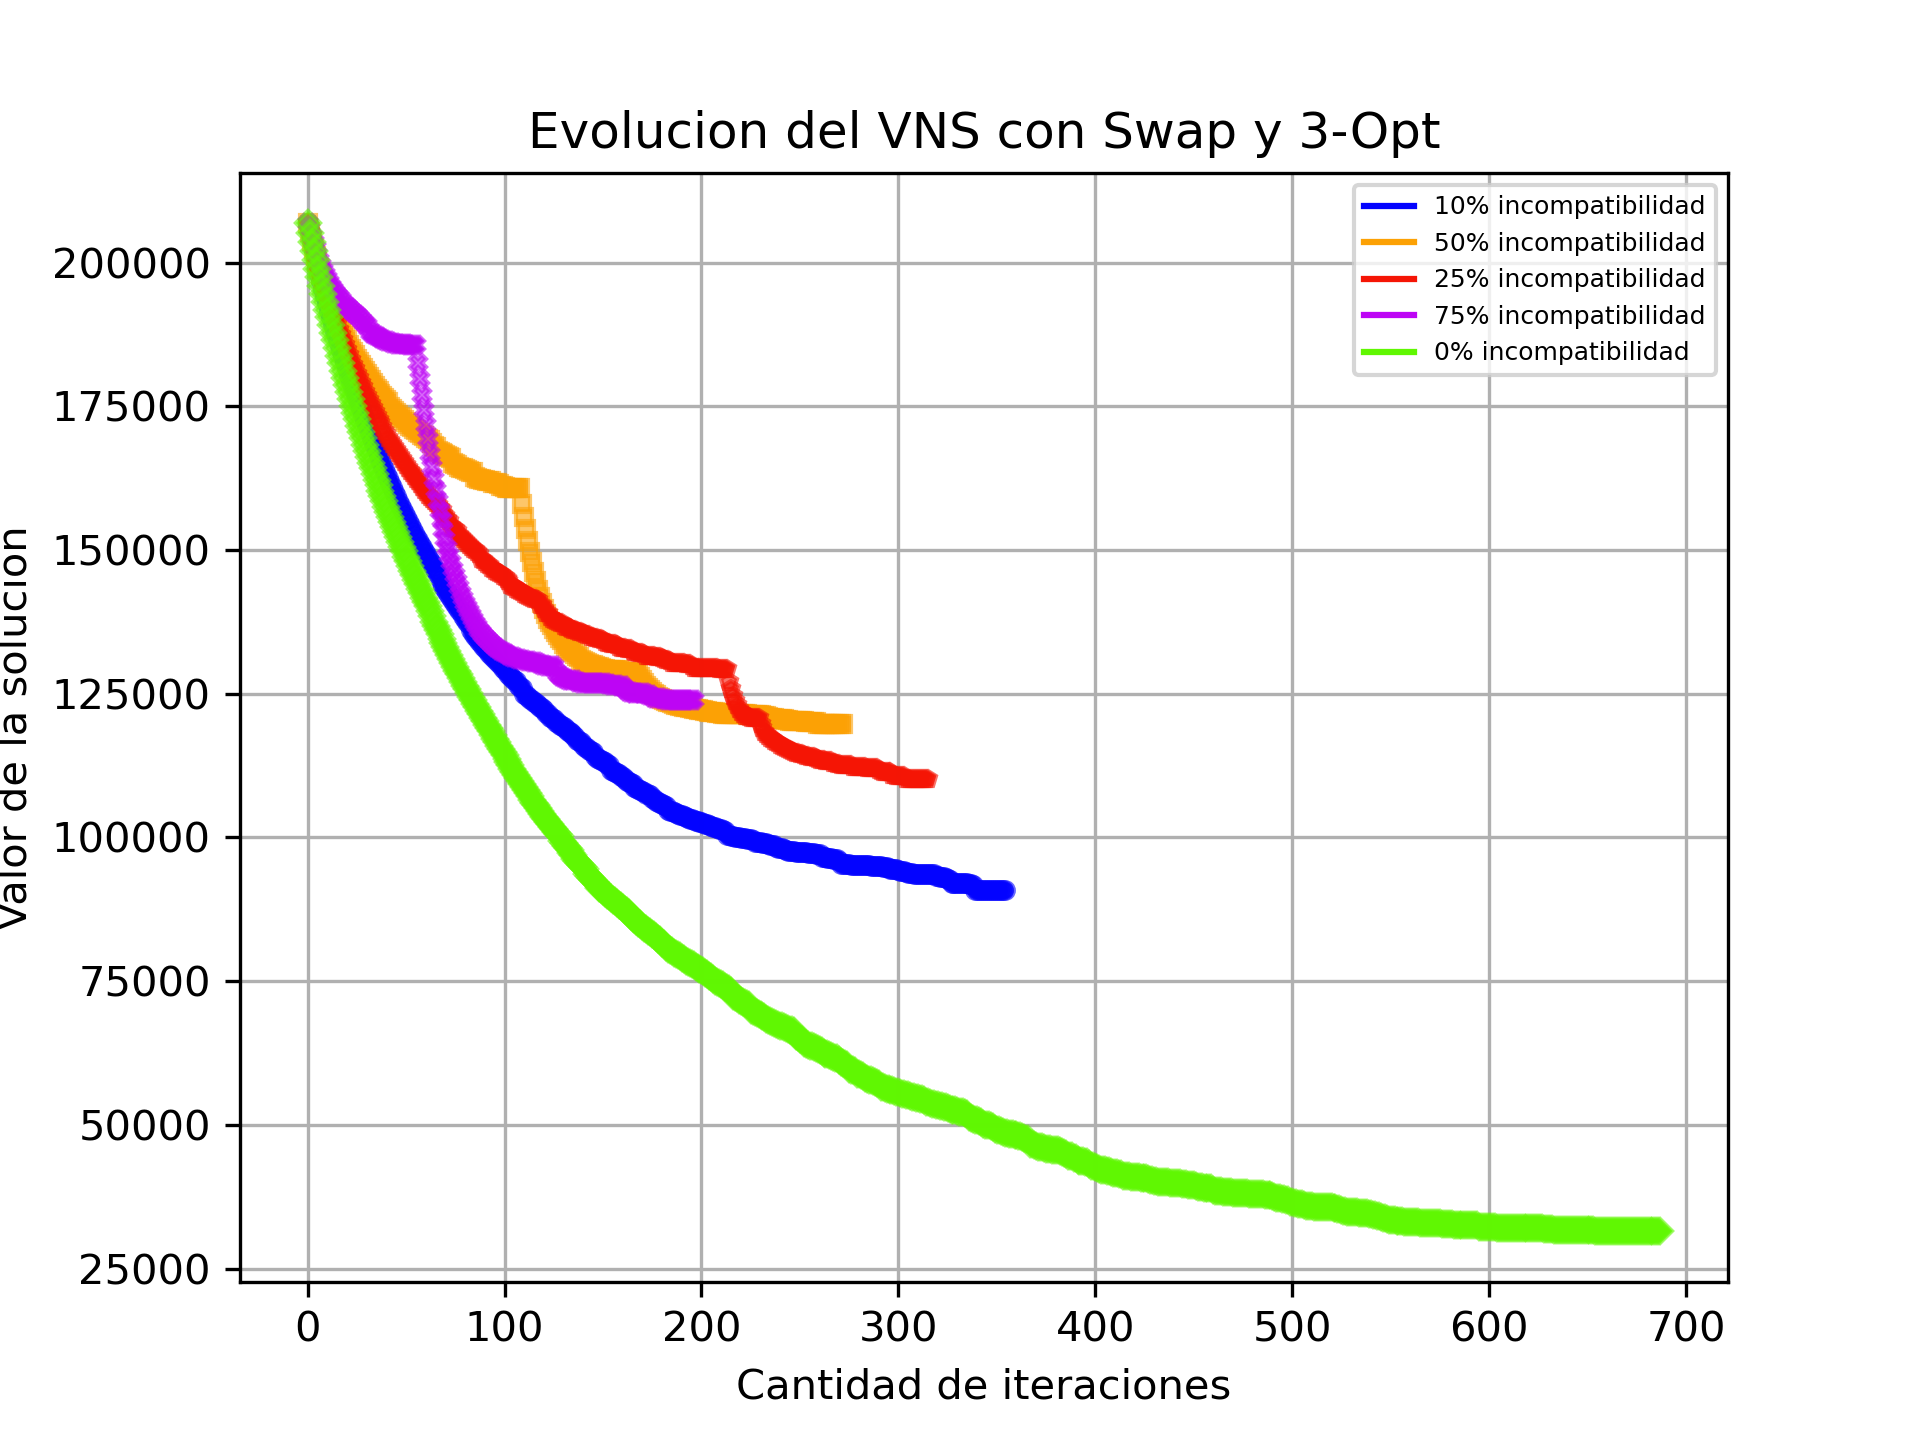 Evolucion del VNS con Swap y 3-Opt
10% incompatibilidad
50% incompatibilidad
25% incompatibilidad
75% incompatibilidad
0% incompatibilidad
Valor de la solucion
200000
175000
150000
125000
100000
75000
50000
25000
0 100 200 300 400 500 600 700
Cantidad de iteraciones